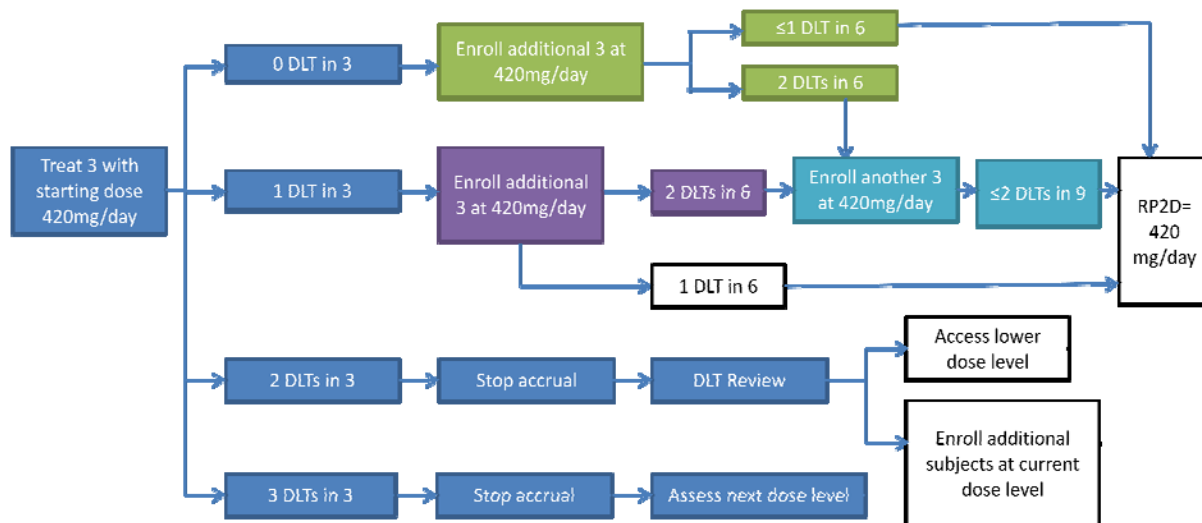 ≤1 DLT in 6
0 DLT in 3
Enroll additional 3 at
420mg/day
2 DLTs in 6
Treat 3 with
starting dose
420mg/day
1 DLT in 3
Enroll additional
3 at 420mg/day
2 DLTs in 6
Enroll another 3
at 420mg/day
≤2 DLTs in 9
RP2D=
420
mg/day
1 DLT in 6
2 DLTs in 3
Stop accrual
DLT Review
Access lower
dose level
Enroll additional
subjects at current
dose level
3 DLTs in 3
Stop accrual
Assess next dose level